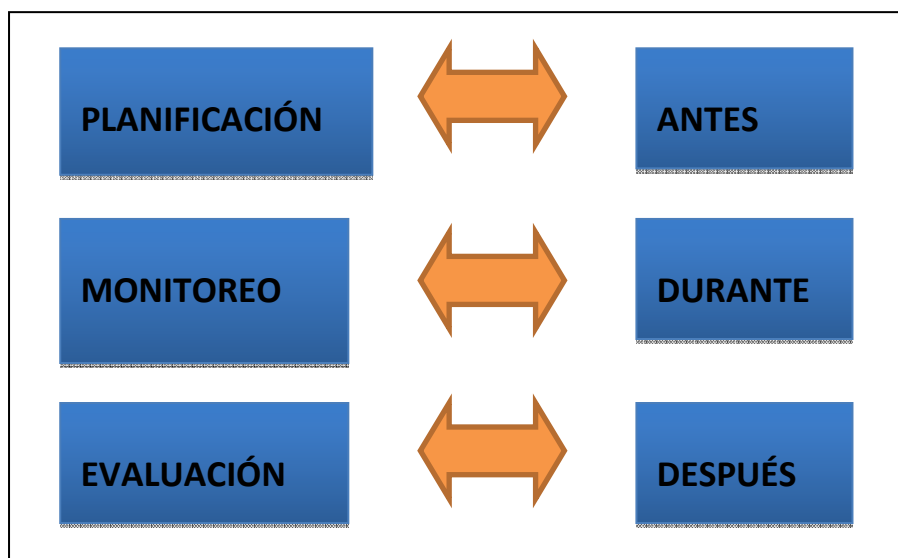 PLANIFICACIÓN
ANTES
MONITOREO
DURANTE
EVALUACIÓN
DESPUÉS